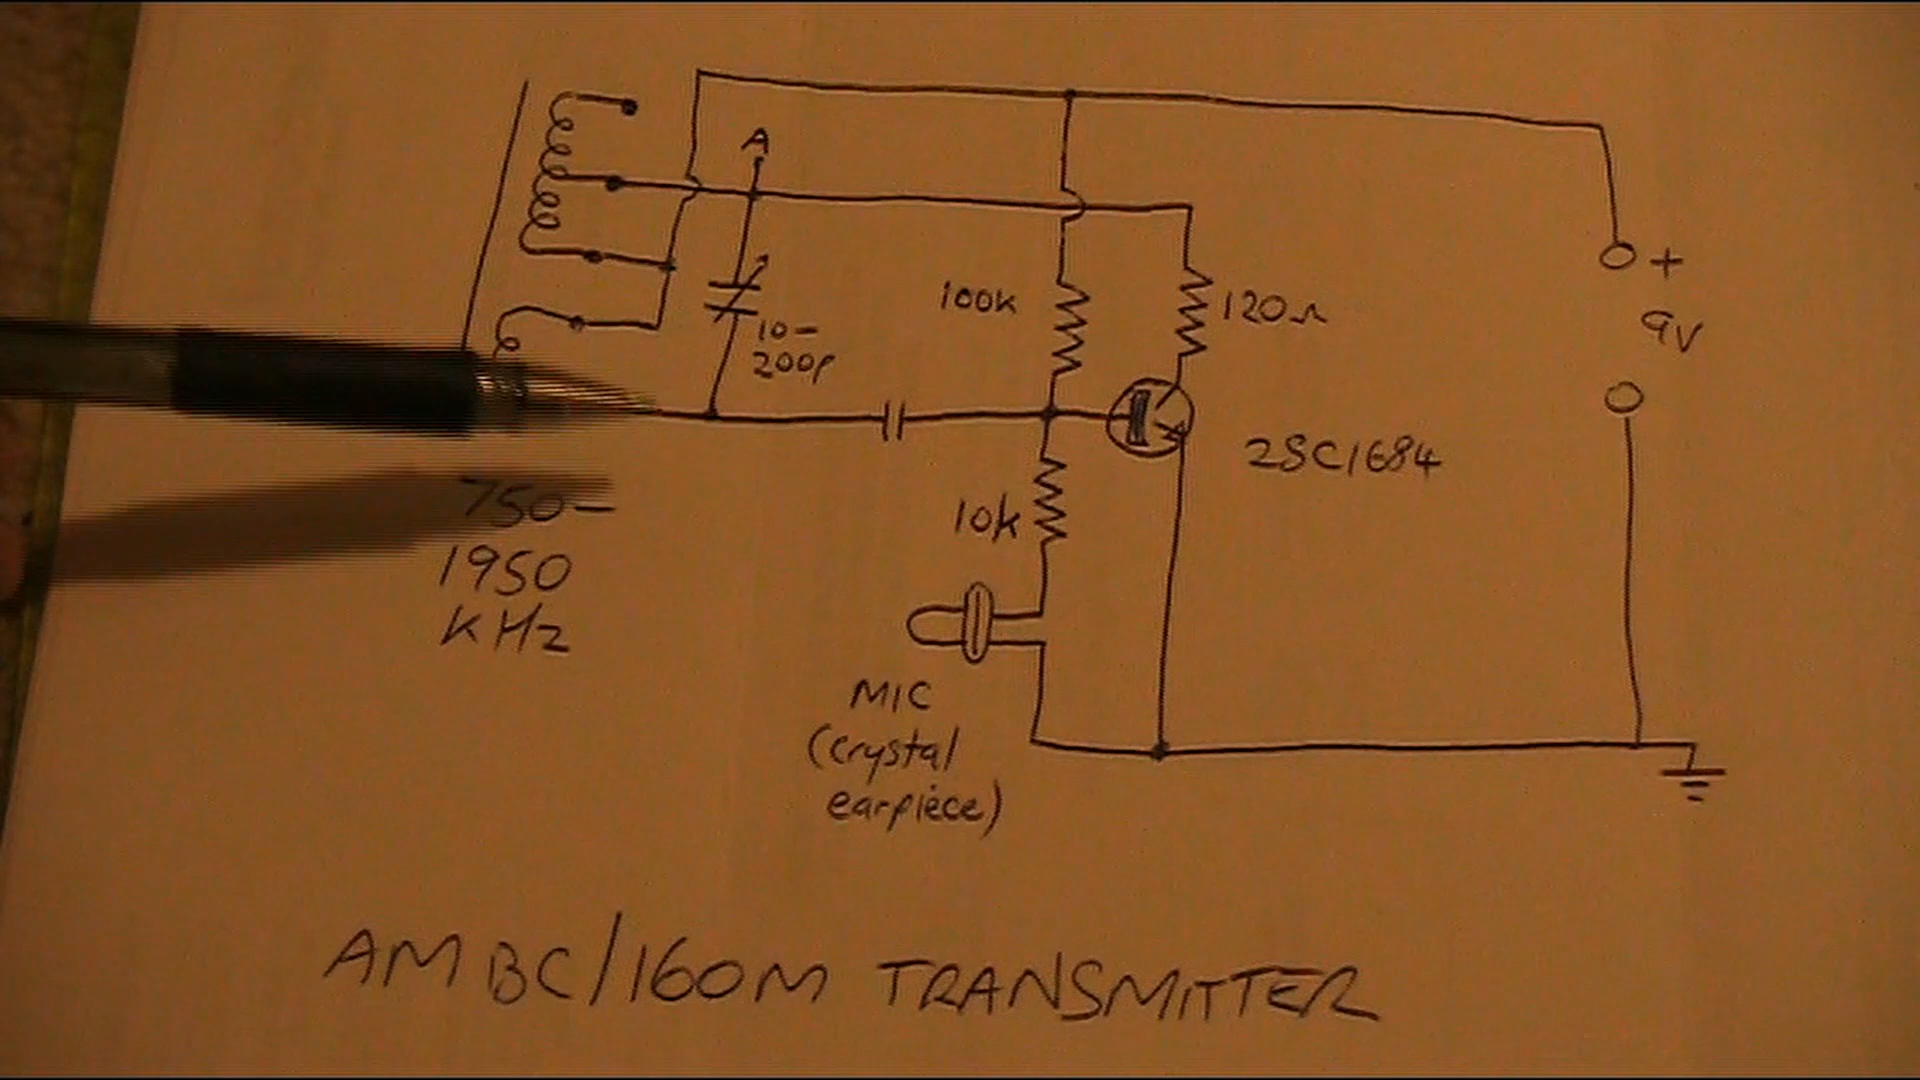 A
+
9V
100k
120Ω
10-
200p
2SC1684
10k
750-
1950
KHz
MIC
(crystal
earpiece)
AM BC/160M TRANSMITTER